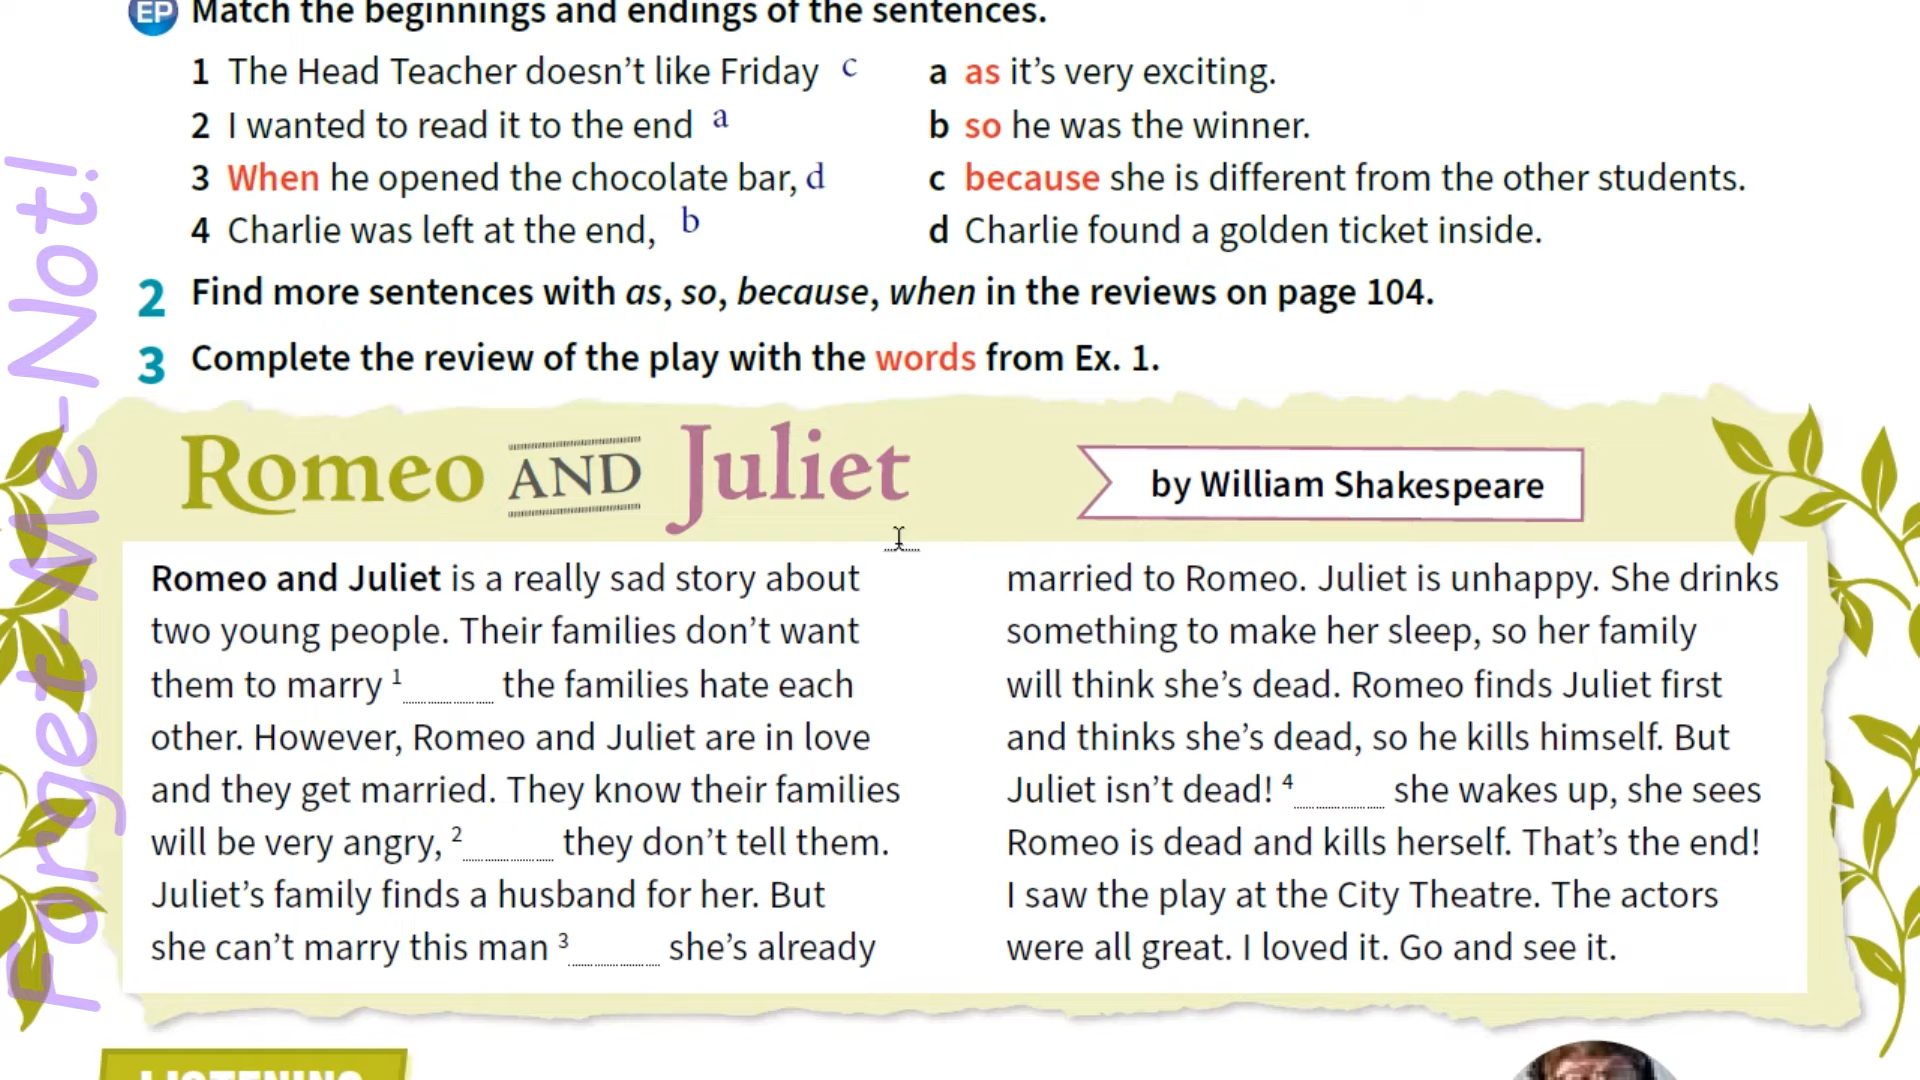 EP Match the beginnings and endings of the sentences.
1 The Head Teacher doesn't like Friday c
2 I wanted to read it to the end a
3 When he opened the chocolate bar, d
4 Charlie was left at the end, b
a as it's very exciting.
b so he was the winner.
c because she is different from the other students.
d Charlie found a golden ticket inside.
2 Find more sentences with as, so, because, when in the reviews on page 104.
3 Complete the review of the play with the words from Ex. 1.
Romeo AND Juliet
by William Shakespeare
Romeo and Juliet is a really sad story about
two young people. Their families don't want
them to marry 1 ........ the families hate each
other. However, Romeo and Juliet are in love
and they get married. They know their families
will be very angry, 2 ........ they don't tell them.
Juliet's family finds a husband for her. But
she can't marry this man 3 ........ she's already
married to Romeo. Juliet is unhappy. She drinks
something to make her sleep, so her family
will think she's dead. Romeo finds Juliet first
and thinks she's dead, so he kills himself. But
Juliet isn't dead! 4 ........ she wakes up, she sees
Romeo is dead and kills herself. That's the end!
I saw the play at the City Theatre. The actors
were all great. I loved it. Go and see it.
LISTENING
Forget-Me-Not!